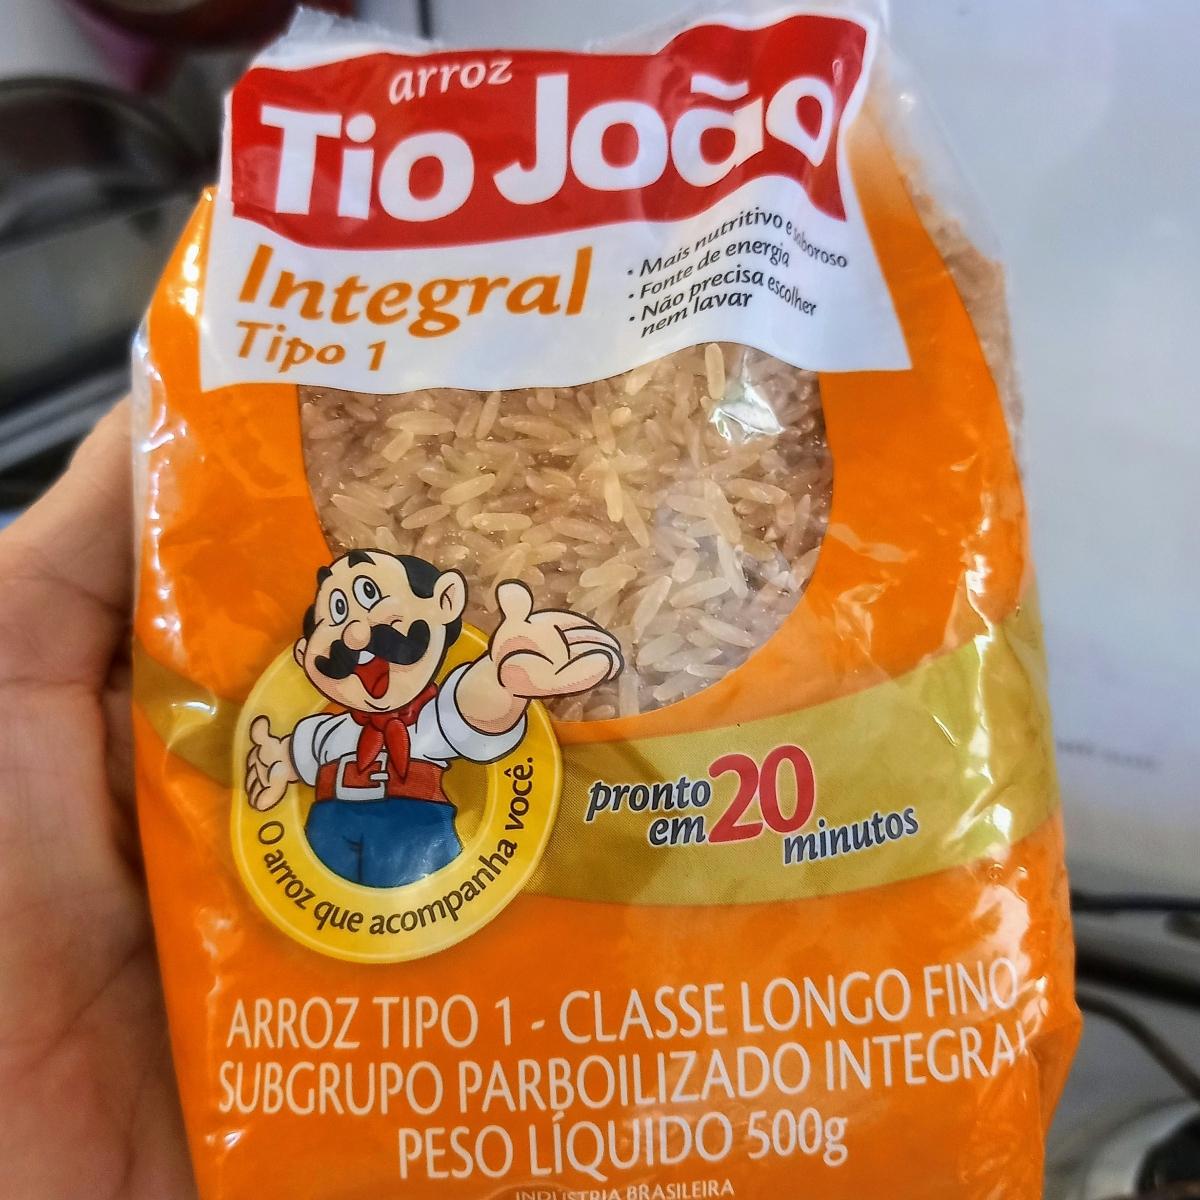 arroz
Tio João
Integral
Tipo 1
• Mais nutritivo e saboroso
• Fonte de energia
• Não precisa escolher
nem lavar
O arroz que acompanha você.
pronto
em 20
minutos
ARROZ TIPO 1 - CLASSE LONGO FINO
SUBGRUPO PARBOILIZADO INTEGRAL
PESO LÍQUIDO 500g
INDÚSTRIA BRASILEIRA